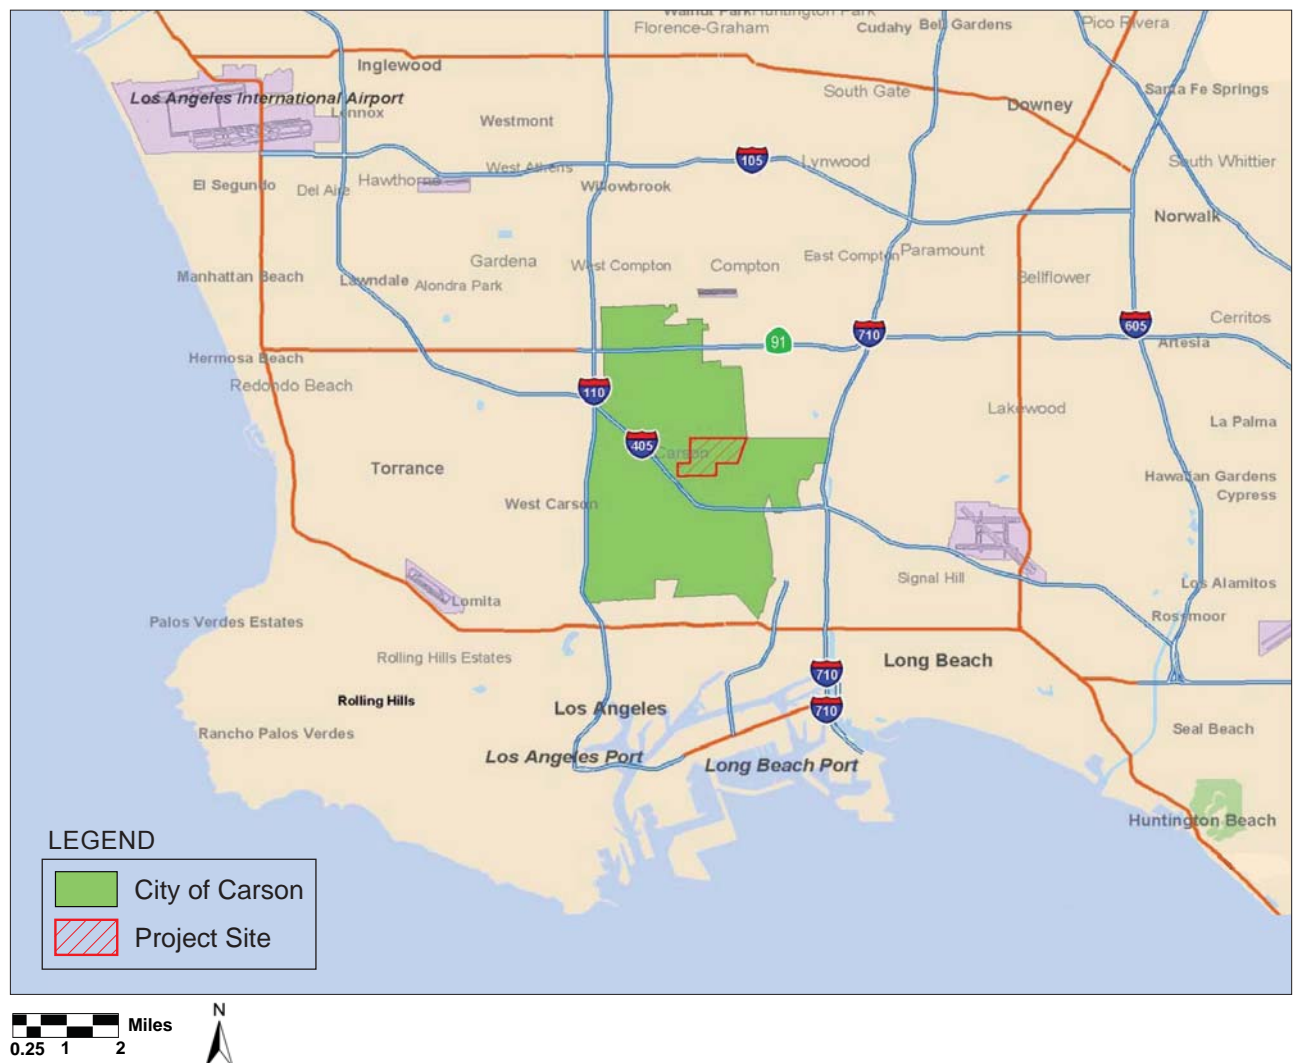 Walnut Park
Huntington Park
Florence-Graham
Cudahy
Bell Gardens
Pico Rivera
Inglewood
Los Angeles International Airport
Lennox
Westmont
South Gate
Downey
Santa Fe Springs
105
Lynwood
South Whittier
West Athens
El Segundo
Del Aire
Hawthorne
Willowbrook
Norwalk
Gardena
West Compton
Compton
East Compton
Paramount
Manhattan Beach
Lawndale
Alondra Park
Bellflower
Cerritos
710
605
91
Artesia
Hermosa Beach
Redondo Beach
110
Lakewood
La Palma
405
Carson
Torrance
Hawaiian Gardens
Cypress
West Carson
Signal Hill
Los Alamitos
Lomita
Rossmoor
Palos Verdes Estates
Rolling Hills Estates
Long Beach
710
Rolling Hills
Los Angeles
710
Rancho Palos Verdes
Seal Beach
Los Angeles Port
Long Beach Port
Huntington Beach
LEGEND
City of Carson
Project Site
Miles
0.25 1 2
N